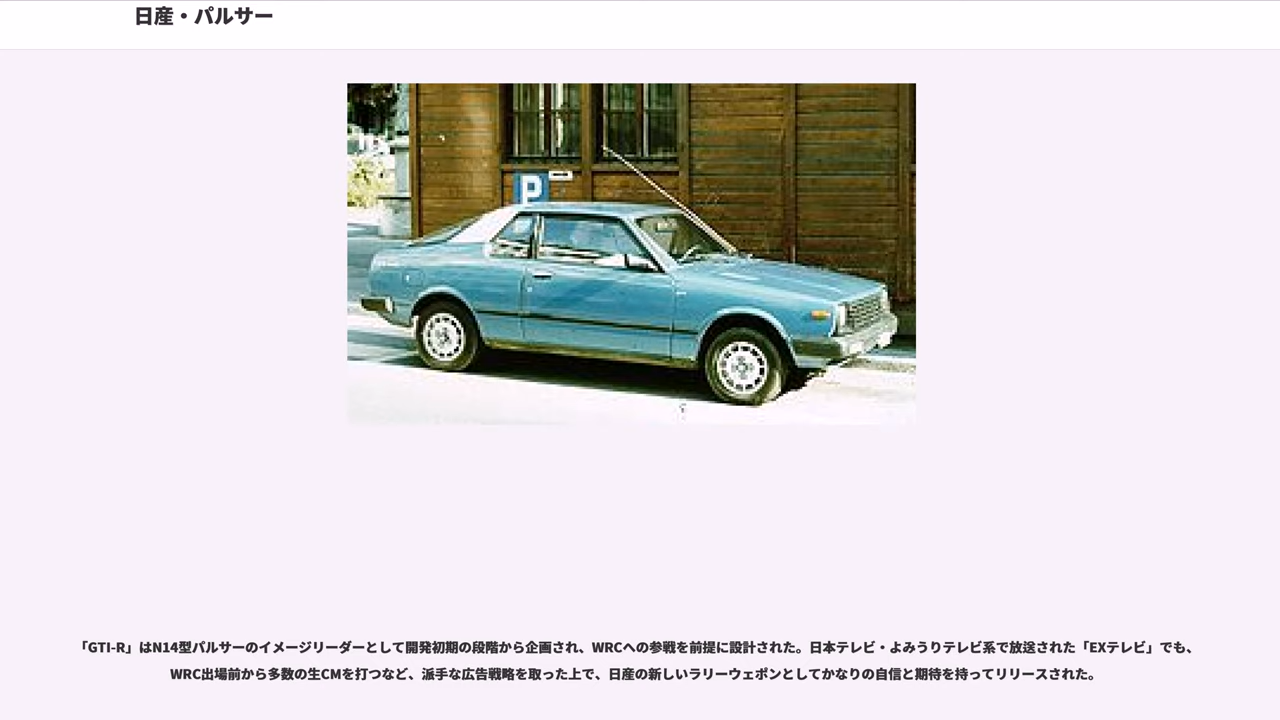 日産・パルサー
P
「GTI-R」はN14型パルサーのイメージリーダーとして開発初期の段階から企画され、WRCへの参戦を前提に設計された。日本テレビ・よみうりテレビ系で放送された「EXテレビ」でも、
WRC出場前から多数の生CMを打つなど、派手な広告戦略を取った上で、日産の新しいラリーウェポンとしてかなりの自信と期待を持ってリリースされた。